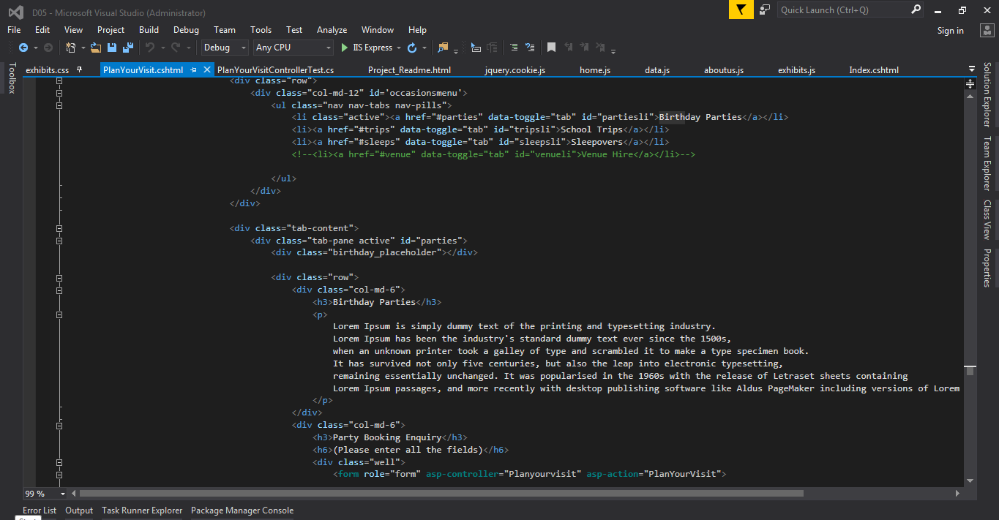 D05 - Microsoft Visual Studio (Administrator)
Quick Launch (Ctrl+Q)
File Edit View Project Build Debug Team Tools Test Analyze Window Help
Sign in
Debug Any CPU IIS Express
Toolbox
exhibits.css PlanYourVisit.cshtml PlanYourVisitControllerTest.cs Project_Readme.html jquery.cookie.js home.js data.js aboutus.js exhibits.js Index.cshtml
<div class="row">
<div class="col-md-12" id='occasionsmenu'>
<ul class="nav nav-tabs nav-pills">
<li class="active"><a href="#parties" data-toggle="tab" id="partiesli">Birthday Parties</a></li>
<li><a href="#trips" data-toggle="tab" id="tripsli">School Trips</a></li>
<li><a href="#sleeps" data-toggle="tab" id="sleepsli">Sleepovers</a></li>
<!--<li><a href="#venue" data-toggle="tab" id="venueli">Venue Hire</a></li>-->
</ul>
</div>
</div>
<div class="tab-content">
<div class="tab-pane active" id="parties">
<div class="birthday_placeholder"></div>
<div class="row">
<div class="col-md-6">
<h3>Birthday Parties</h3>
<p>
Lorem Ipsum is simply dummy text of the printing and typesetting industry.
Lorem Ipsum has been the industry's standard dummy text ever since the 1500s,
when an unknown printer took a galley of type and scrambled it to make a type specimen book.
It has survived not only five centuries, but also the leap into electronic typesetting,
remaining essentially unchanged. It was popularised in the 1960s with the release of Letraset sheets containing
Lorem Ipsum passages, and more recently with desktop publishing software like Aldus PageMaker including versions of Lorem
</p>
</div>
<div class="col-md-6">
<h3>Party Booking Enquiry</h3>
<h6>(Please enter all the fields)</h6>
<div class="well">
<form role="form" asp-controller="Planyourvisit" asp-action="PlanYourVisit">
Solution Explorer
Team Explorer
Class View
Properties
99 %
Error List Output Task Runner Explorer Package Manager Console